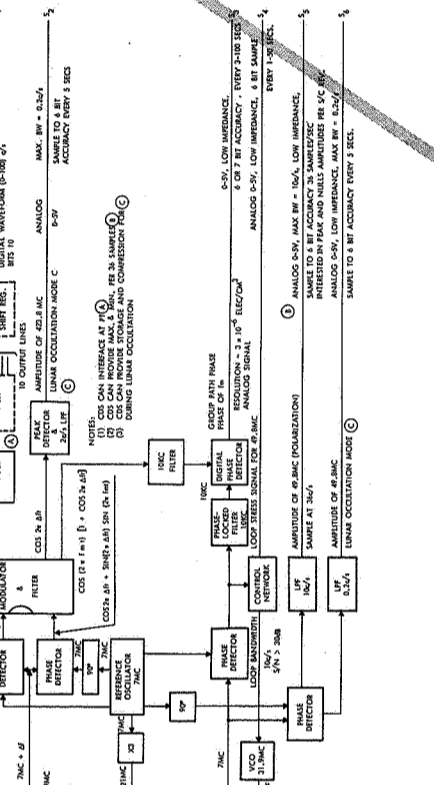 DIGITAL WAVEFORM (0-100) c/s
BITS 10
SHIFT REG.
10 OUTPUT LINES
A
S2
PEAK
DETECTOR
&
2c/s LPF
AMPLITUDE OF 422.8 MC
ANALOG
MAX. BW = 0.2c/s
LUNAR OCCULTATION MODE C
0-5V
SAMPLE TO 6 BIT
ACCURACY EVERY 5 SECS
C
NOTES:
(1) CDS CAN INTERFACE AT PT A
(2) CDS CAN PROVIDE MAX. & MIN. PER 36 SAMPLES B
(3) CDS CAN PROVIDE STORAGE AND COMPRESSION FOR C
DURING LUNAR OCCULTATION
DETECTOR
MODULATOR
&
FILTER
COS 2π Δft
COS (2π fmt) [1 + COS 2π Δft]
COS2π Δft + SIN(2π Δft) SIN (2π fmt)
7MC + Δf
PHASE
DETECTOR
7MC
90°
7MC
REFERENCE
OSCILLATOR
7MC
7MC
X3
21MC
90°
10KC
FILTER
10KC
GROUP PATH PHASE
PHASE OF fm
0-5V, LOW IMPEDANCE,
6 OR 7 BIT ACCURACY, EVERY 3-100 SECS
S3
RESOLUTION ~ 3 x 10-6 ELEC/CM3
ANALOG SIGNAL
DIGITAL
PHASE
DETECTOR
PHASE-
LOCKED
FILTER
10KC
LOOP STRESS SIGNAL FOR 49.8MC
ANALOG 0-5V, LOW IMPEDANCE, 6 BIT SAMPLE
EVERY 1-50 SECS.
S4
7MC
PHASE
DETECTOR
CONTROL
NETWORK
LOOP BANDWIDTH
10c/s
S/N > 30dB
VCO
31.9MC
B
AMPLITUDE OF 49.8MC (POLARIZATION)
SAMPLE AT 36c/s
ANALOG 0-5V, MAX BW = 10c/s, LOW IMPEDANCE,
SAMPLE TO 6 BIT ACCURACY 36 SAMPLES/SEC
INTERESTED IN PEAK AND NULLS AMPLITUDES PER S/C REV.
S5
LPF
10c/s
PHASE
DETECTOR
LPF
0.2c/s
AMPLITUDE OF 49.8MC
LUNAR OCCULTATION MODE C
ANALOG 0-5V, LOW IMPEDANCE, MAX BW = 0.2c/s
SAMPLE TO 6 BIT ACCURACY EVERY 5 SECS.
S6